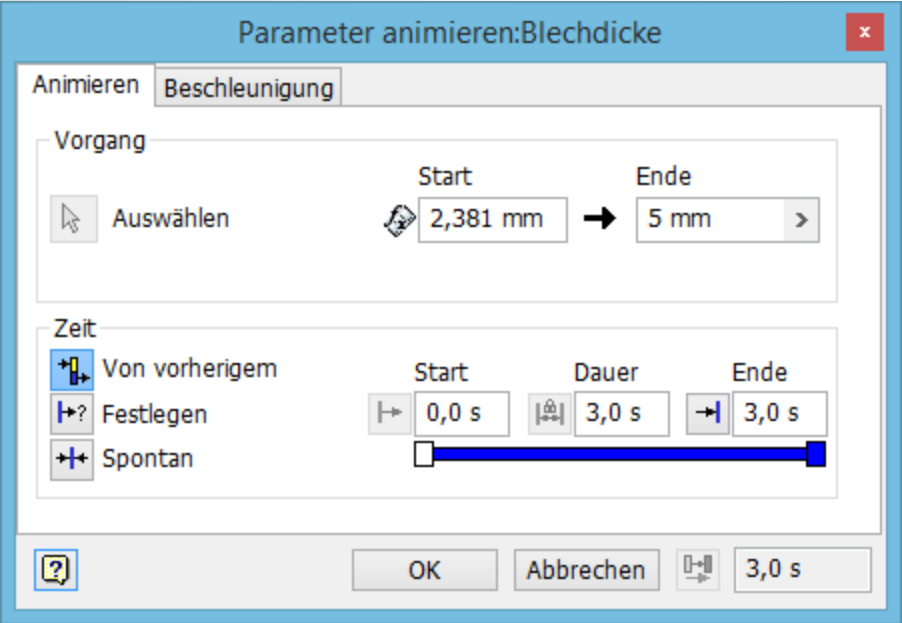 Parameter animieren:Blechdicke
x
Animieren Beschleunigung
Vorgang
Start Ende
Auswählen 2,381 mm 5 mm >
Zeit
Von vorherigem Start Dauer Ende
Festlegen 0,0 s 3,0 s 3,0 s
Spontan
? OK Abbrechen 3,0 s